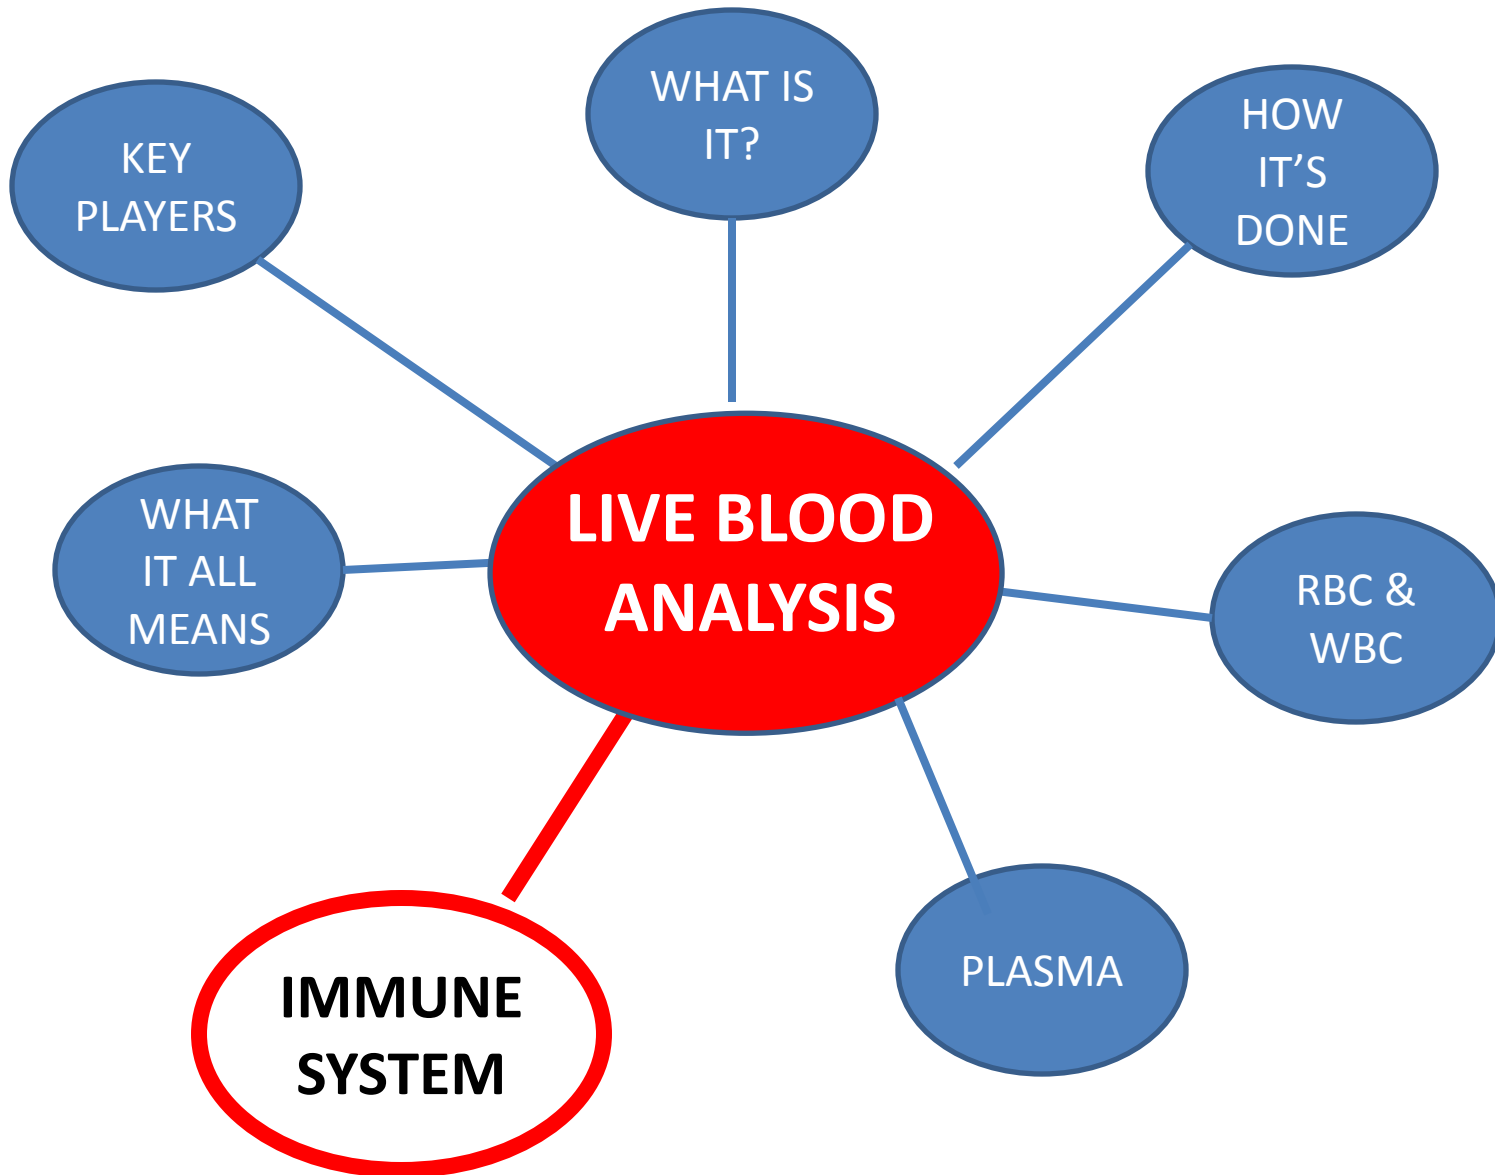 WHAT IS
IT?
HOW
IT’S
DONE
KEY
PLAYERS
LIVE BLOOD
ANALYSIS
WHAT
IT ALL
MEANS
RBC &
WBC
IMMUNE
SYSTEM
PLASMA